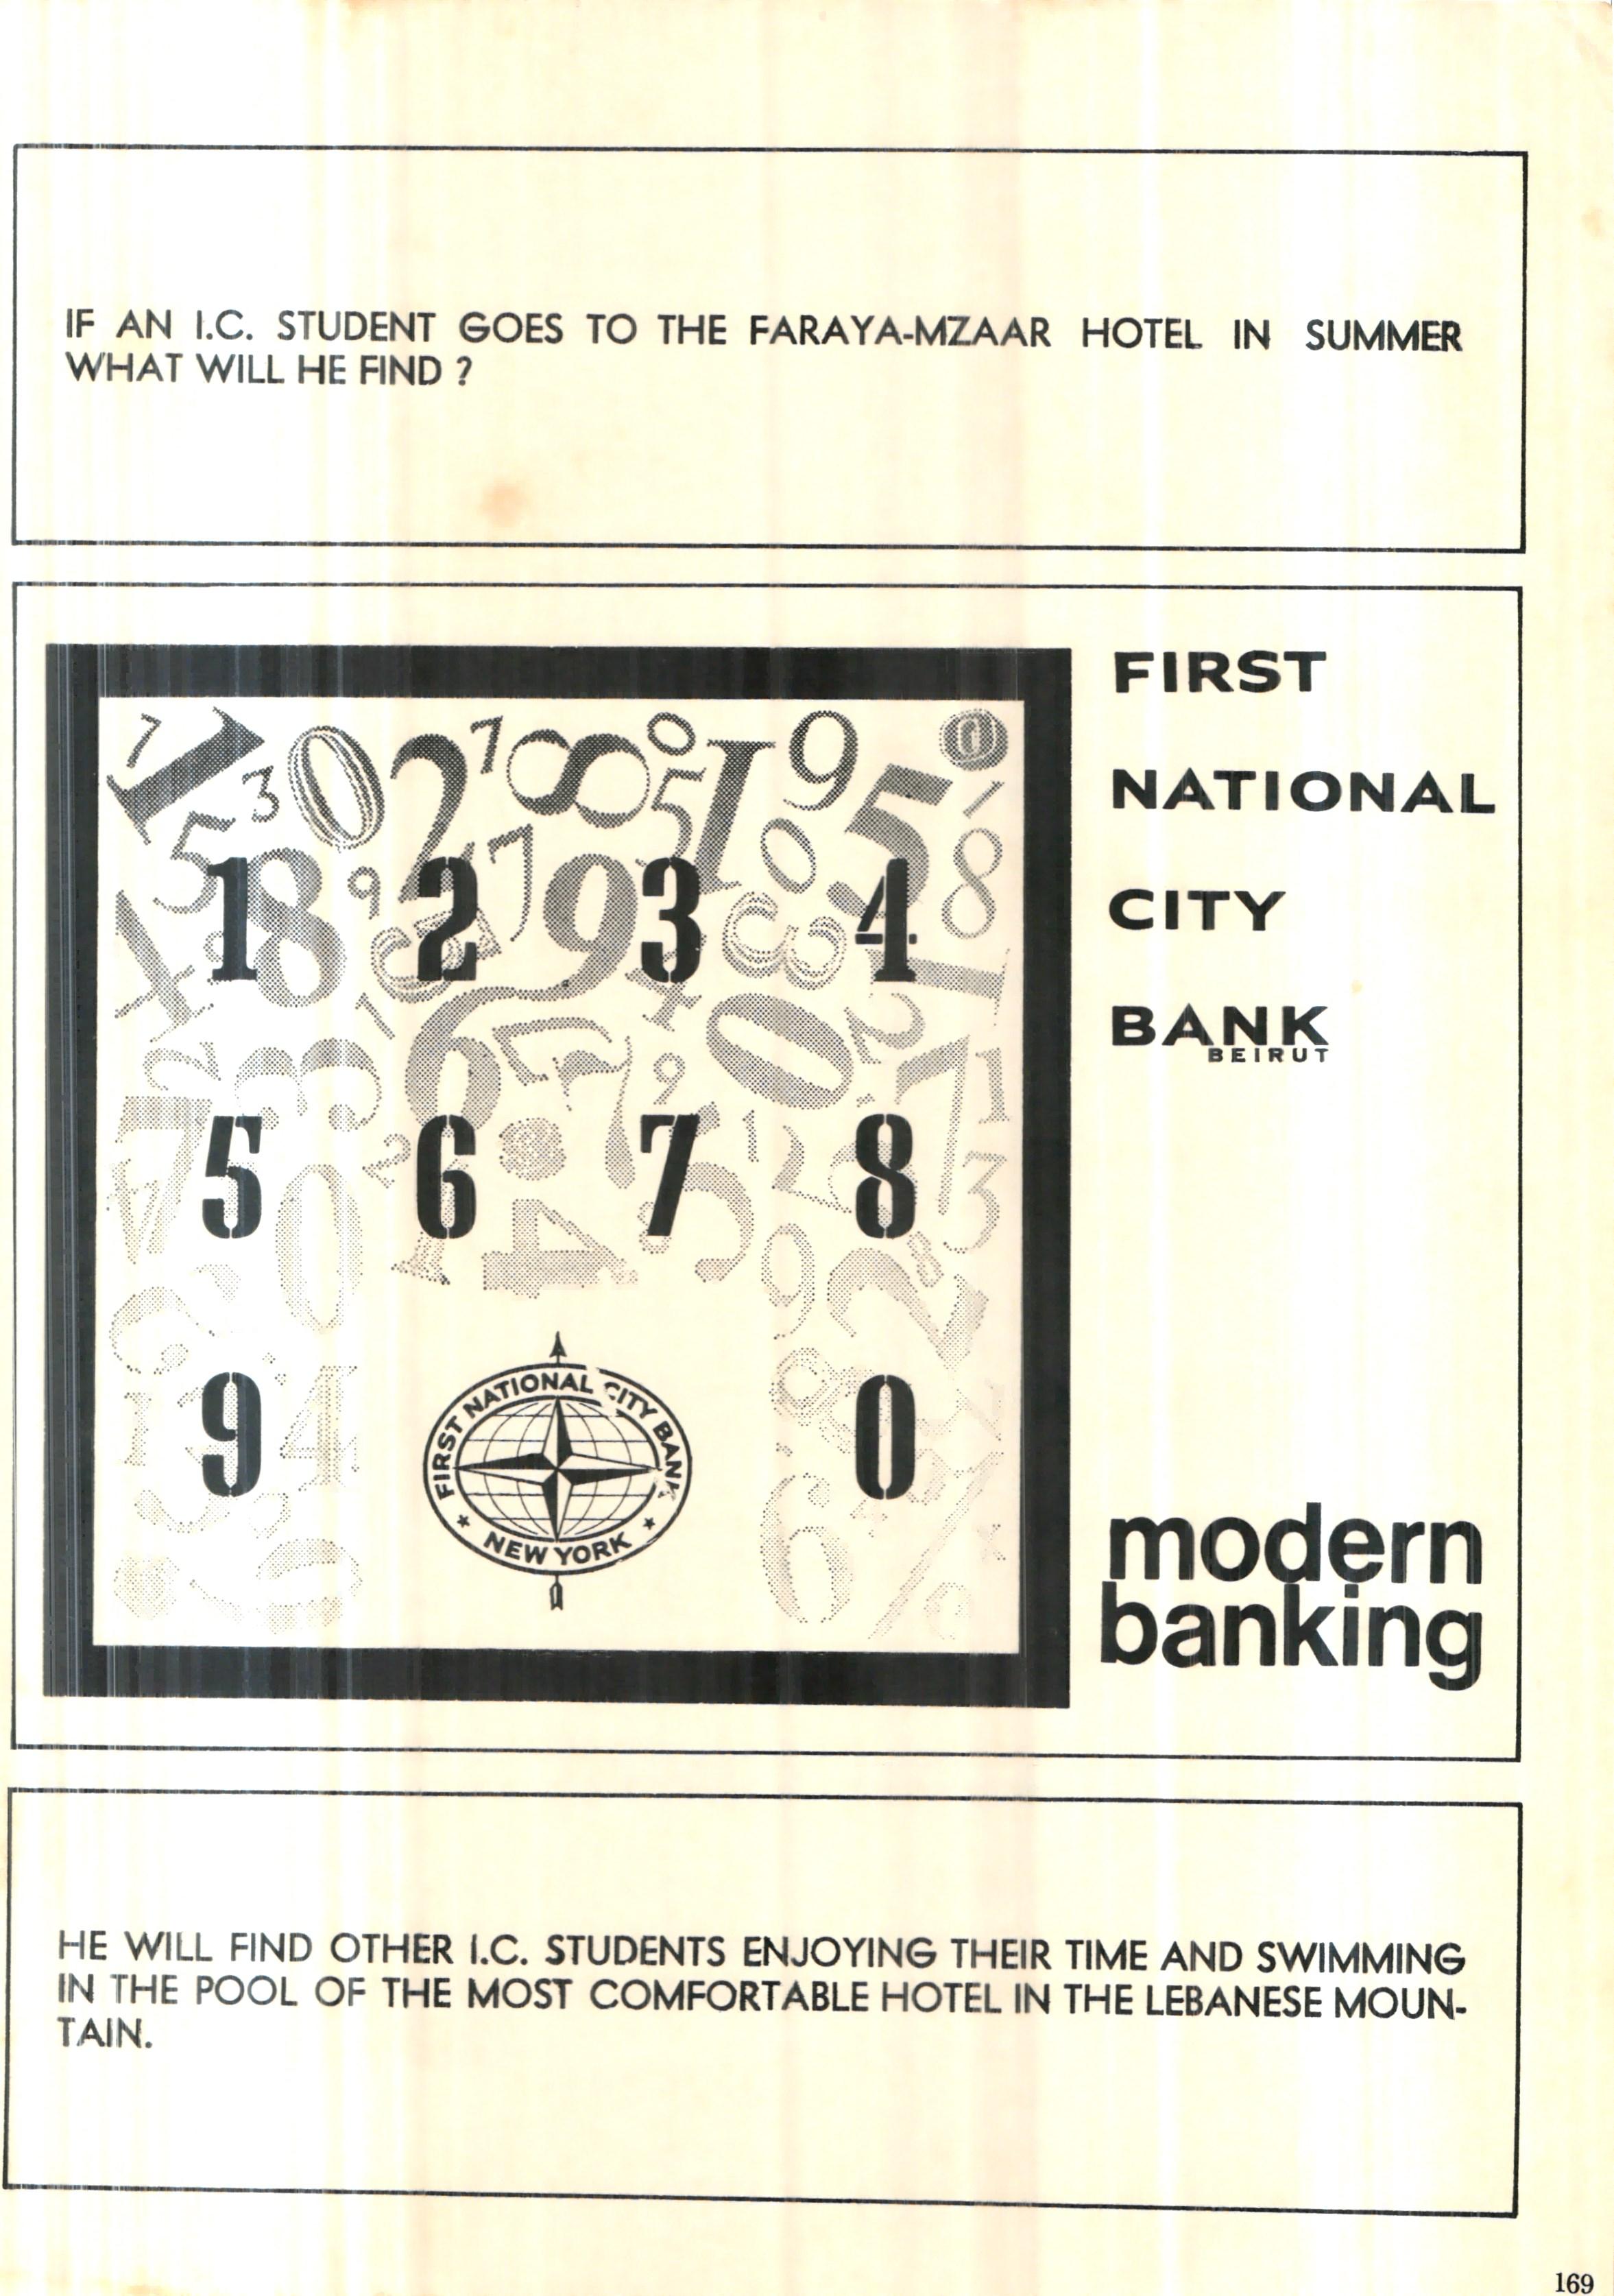 IF AN I.C. STUDENT GOES TO THE FARAYA-MZAAR HOTEL IN SUMMER
WHAT WILL HE FIND ?
FIRST
NATIONAL
CITY
BANK
BEIRUT
1 2 3 4
5 6 7 8
9 0
FIRST NATIONAL CITY BANK
NEW YORK
modern
banking
HE WILL FIND OTHER I.C. STUDENTS ENJOYING THEIR TIME AND SWIMMING
IN THE POOL OF THE MOST COMFORTABLE HOTEL IN THE LEBANESE MOUN-
TAIN.
169